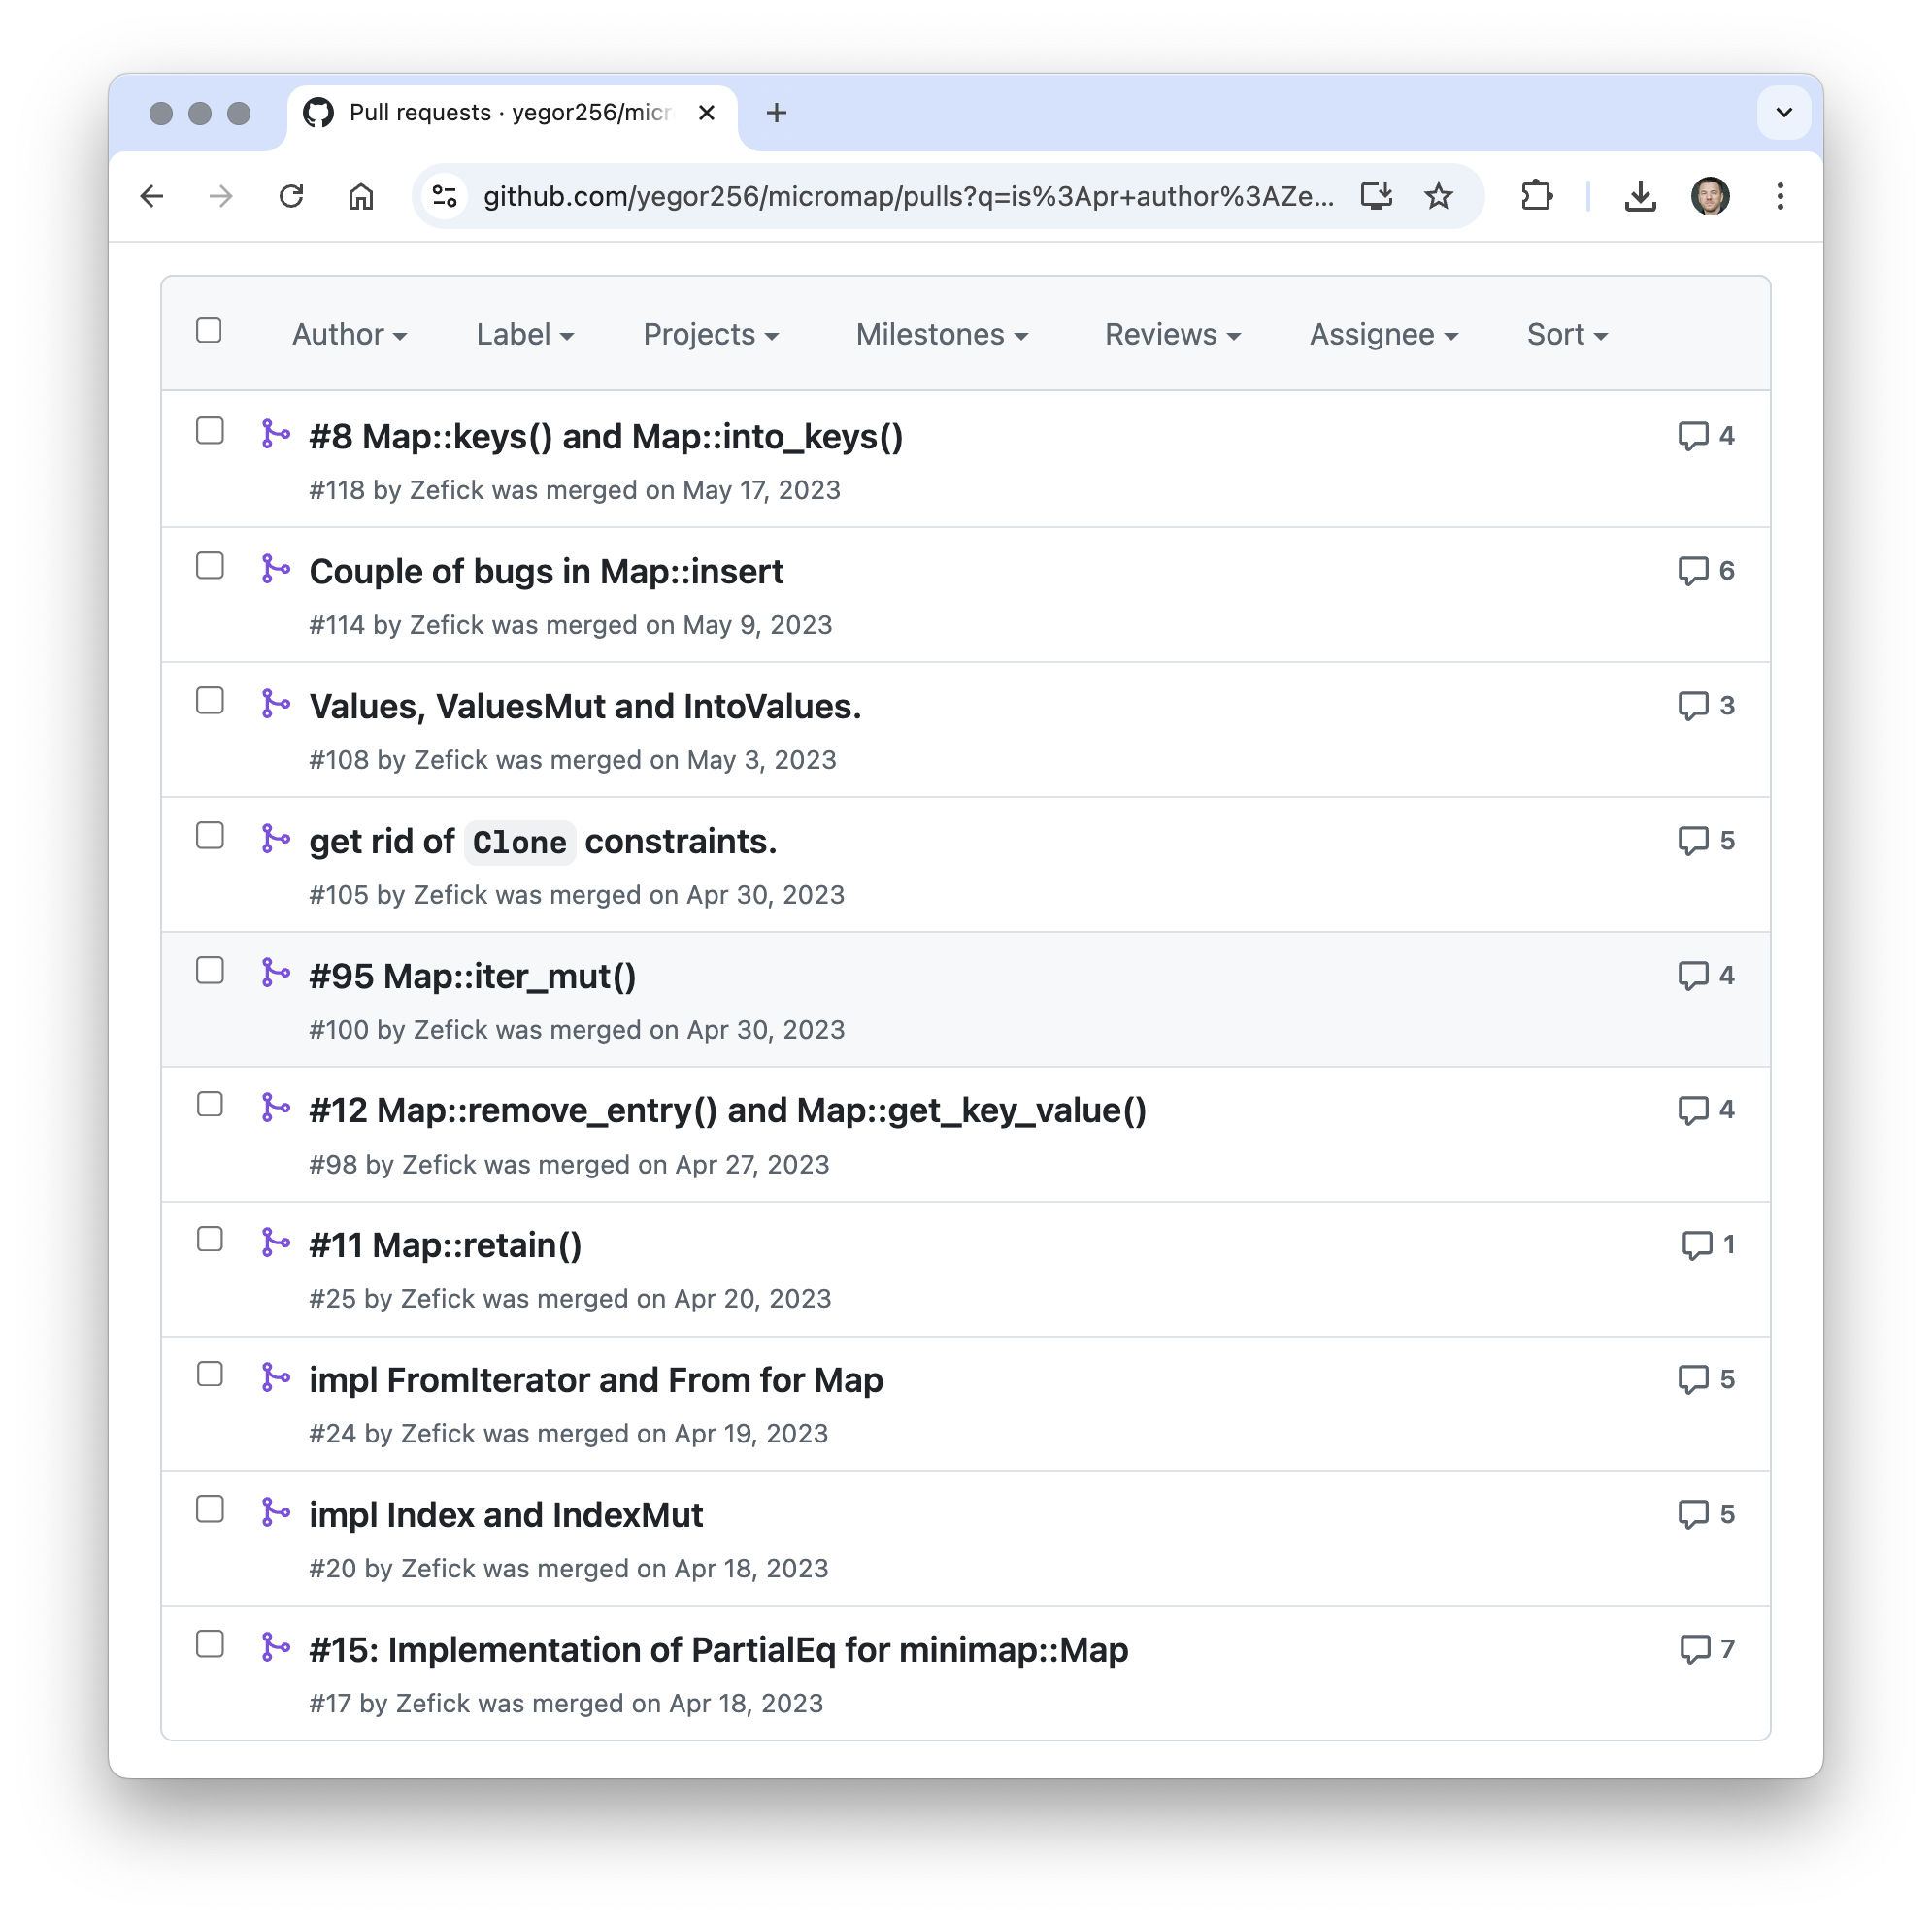 Pull requests · yegor256/micr
github.com/yegor256/micromap/pulls?q=is%3Apr+author%3AZe...
Author Label Projects Milestones Reviews Assignee Sort
#8 Map::keys() and Map::into_keys() 4
#118 by Zefick was merged on May 17, 2023
Couple of bugs in Map::insert 6
#114 by Zefick was merged on May 9, 2023
Values, ValuesMut and IntoValues. 3
#108 by Zefick was merged on May 3, 2023
get rid of Clone constraints. 5
#105 by Zefick was merged on Apr 30, 2023
#95 Map::iter_mut() 4
#100 by Zefick was merged on Apr 30, 2023
#12 Map::remove_entry() and Map::get_key_value() 4
#98 by Zefick was merged on Apr 27, 2023
#11 Map::retain() 1
#25 by Zefick was merged on Apr 20, 2023
impl FromIterator and From for Map 5
#24 by Zefick was merged on Apr 19, 2023
impl Index and IndexMut 5
#20 by Zefick was merged on Apr 18, 2023
#15: Implementation of PartialEq for minimap::Map 7
#17 by Zefick was merged on Apr 18, 2023